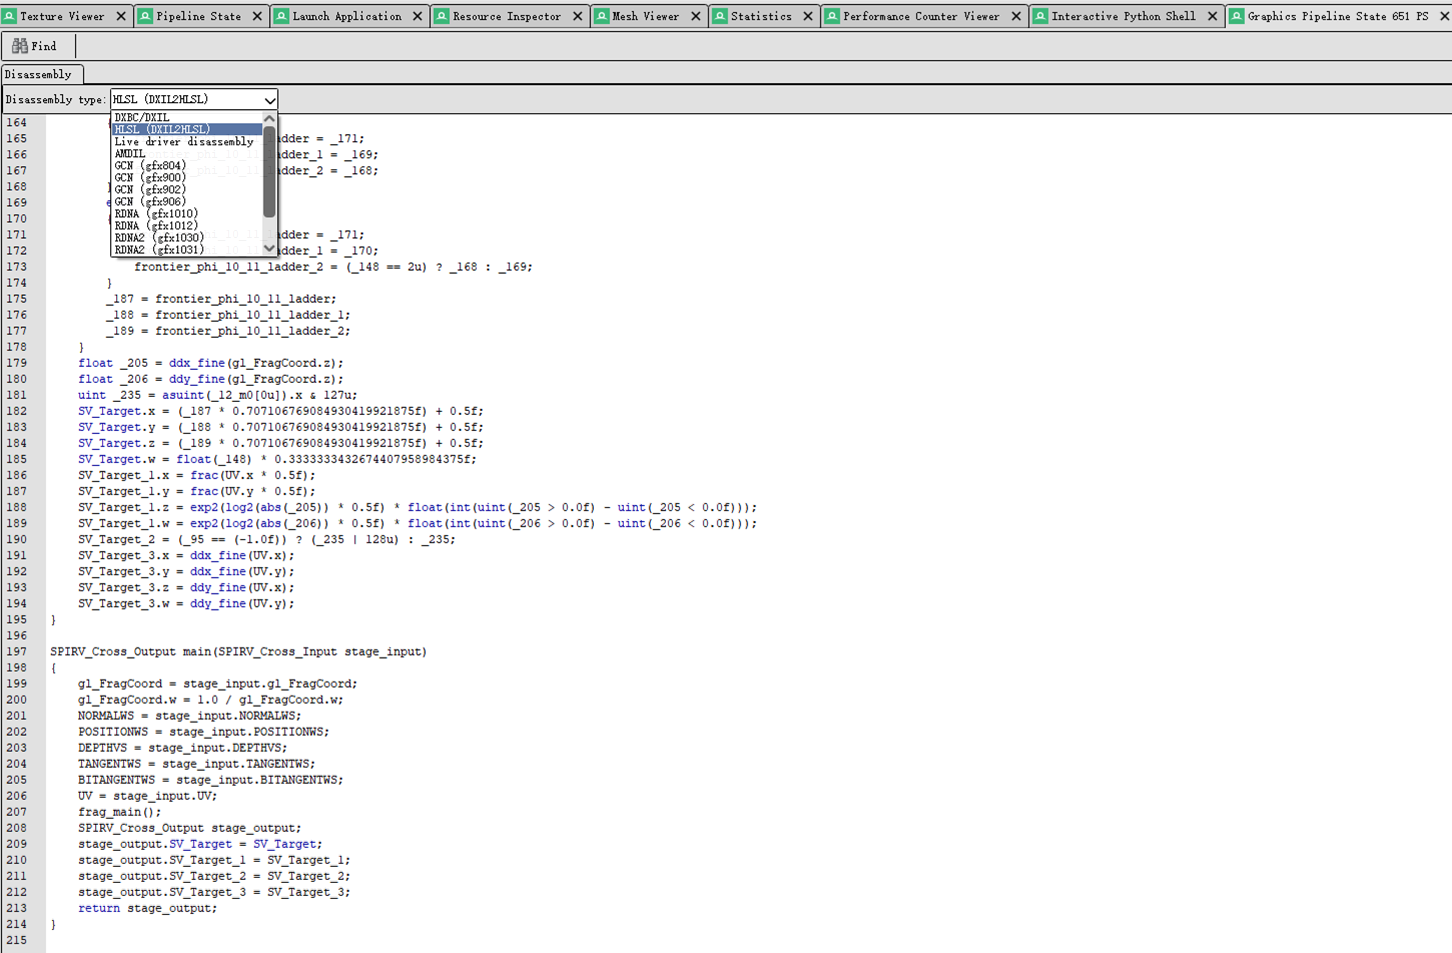 Texture Viewer Pipeline State Launch Application Resource Inspector Mesh Viewer Statistics Performance Counter Viewer Interactive Python Shell Graphics Pipeline State 651 PS
Find
Disassembly
Disassembly type: HLSL (DXIL2HLSL)
DXBC/DXIL
HLSL (DXIL2HLSL)
Live driver disassembly
AMDIL
GCN (gfx804)
GCN (gfx900)
GCN (gfx902)
GCN (gfx906)
RDNA (gfx1010)
RDNA (gfx1012)
RDNA2 (gfx1030)
RDNA2 (gfx1031)
164
165 adder = _171;
166 adder_1 = _169;
167 adder_2 = _168;
168
169
170
171 adder = _171;
172 adder_1 = _170;
173 frontier_phi_10_11_ladder_2 = (_148 == 2u) ? _168 : _169;
174 }
175 _187 = frontier_phi_10_11_ladder;
176 _188 = frontier_phi_10_11_ladder_1;
177 _189 = frontier_phi_10_11_ladder_2;
178 }
179 float _205 = ddx_fine(gl_FragCoord.z);
180 float _206 = ddy_fine(gl_FragCoord.z);
181 uint _235 = asuint(_12_m0[0u]).x & 127u;
182 SV_Target.x = (_187 * 0.707106769084930419921875f) + 0.5f;
183 SV_Target.y = (_188 * 0.707106769084930419921875f) + 0.5f;
184 SV_Target.z = (_189 * 0.707106769084930419921875f) + 0.5f;
185 SV_Target.w = float(_148) * 0.3333333432674407958984375f;
186 SV_Target_1.x = frac(UV.x * 0.5f);
187 SV_Target_1.y = frac(UV.y * 0.5f);
188 SV_Target_1.z = exp2(log2(abs(_205)) * 0.5f) * float(int(uint(_205 > 0.0f) - uint(_205 < 0.0f)));
189 SV_Target_1.w = exp2(log2(abs(_206)) * 0.5f) * float(int(uint(_206 > 0.0f) - uint(_206 < 0.0f)));
190 SV_Target_2 = (_95 == (-1.0f)) ? (_235 | 128u) : _235;
191 SV_Target_3.x = ddx_fine(UV.x);
192 SV_Target_3.y = ddx_fine(UV.y);
193 SV_Target_3.z = ddy_fine(UV.x);
194 SV_Target_3.w = ddy_fine(UV.y);
195 }
196
197 SPIRV_Cross_Output main(SPIRV_Cross_Input stage_input)
198 {
199 gl_FragCoord = stage_input.gl_FragCoord;
200 gl_FragCoord.w = 1.0 / gl_FragCoord.w;
201 NORMALWS = stage_input.NORMALWS;
202 POSITIONWS = stage_input.POSITIONWS;
203 DEPTHVS = stage_input.DEPTHVS;
204 TANGENTWS = stage_input.TANGENTWS;
205 BITANGENTWS = stage_input.BITANGENTWS;
206 UV = stage_input.UV;
207 frag_main();
208 SPIRV_Cross_Output stage_output;
209 stage_output.SV_Target = SV_Target;
210 stage_output.SV_Target_1 = SV_Target_1;
211 stage_output.SV_Target_2 = SV_Target_2;
212 stage_output.SV_Target_3 = SV_Target_3;
213 return stage_output;
214 }
215